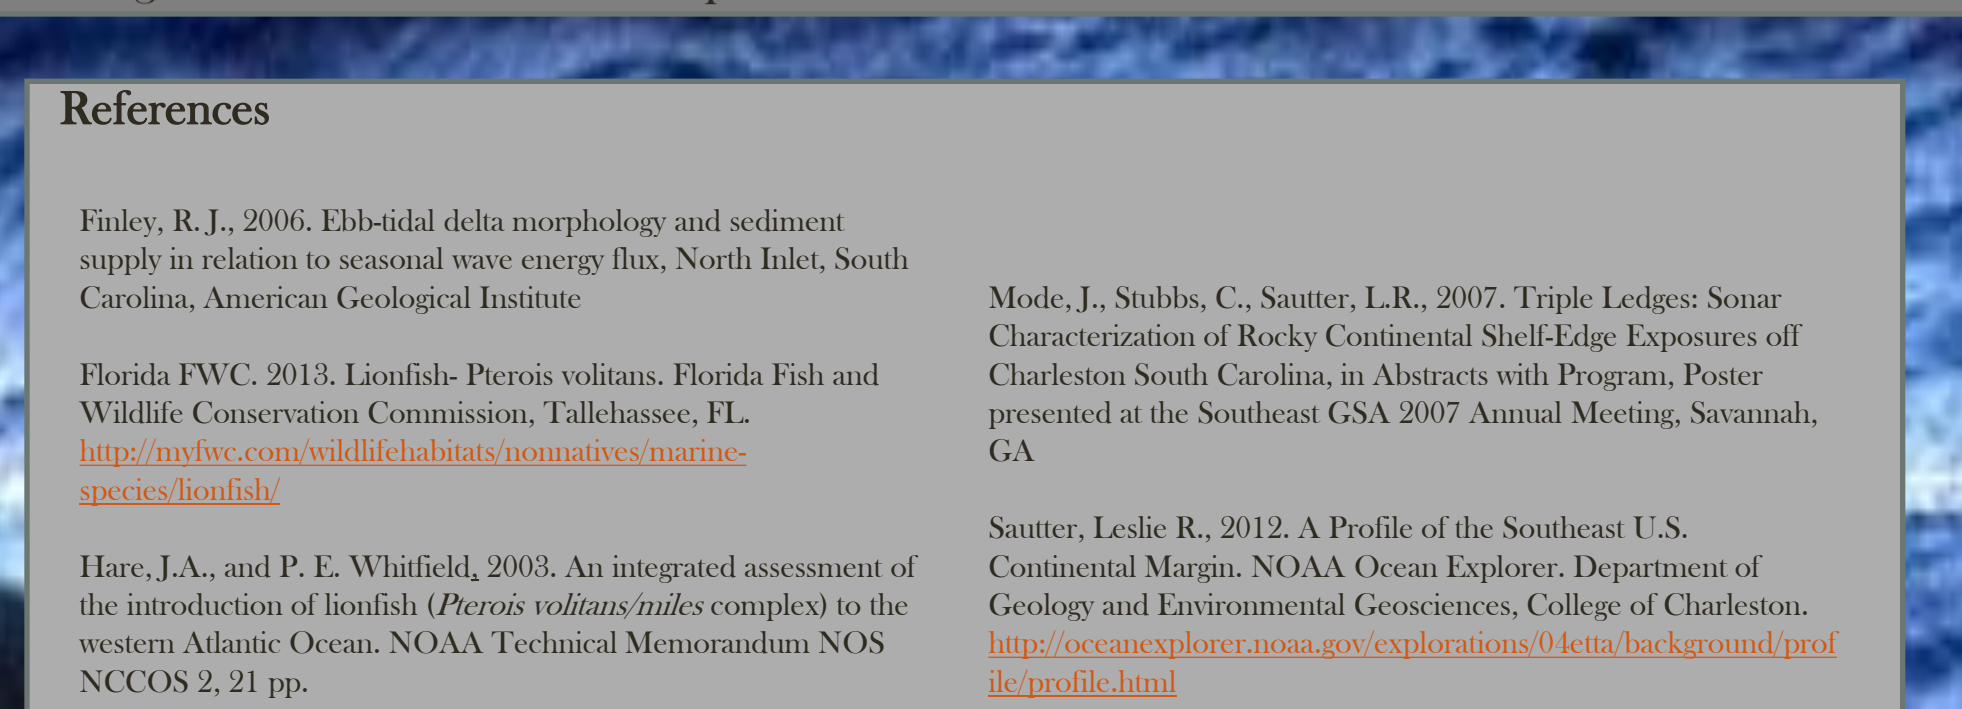 References
Finley, R. J., 2006. Ebb-tidal delta morphology and sediment
supply in relation to seasonal wave energy flux, North Inlet, South
Carolina, American Geological Institute
Florida FWC. 2013. Lionfish- Pterois volitans. Florida Fish and
Wildlife Conservation Commission, Tallehassee, FL.
http://myfwc.com/wildlifehabitats/nonnatives/marine-
species/lionfish/
Hare, J.A., and P. E. Whitfield, 2003. An integrated assessment of
the introduction of lionfish (Pterois volitans/miles complex) to the
western Atlantic Ocean. NOAA Technical Memorandum NOS
NCCOS 2, 21 pp.
Mode, J., Stubbs, C., Sautter, L.R., 2007. Triple Ledges: Sonar
Characterization of Rocky Continental Shelf-Edge Exposures off
Charleston South Carolina, in Abstracts with Program, Poster
presented at the Southeast GSA 2007 Annual Meeting, Savannah,
GA
Sautter, Leslie R., 2012. A Profile of the Southeast U.S.
Continental Margin. NOAA Ocean Explorer. Department of
Geology and Environmental Geosciences, College of Charleston.
http://oceanexplorer.noaa.gov/explorations/04etta/background/prof
ile/profile.html